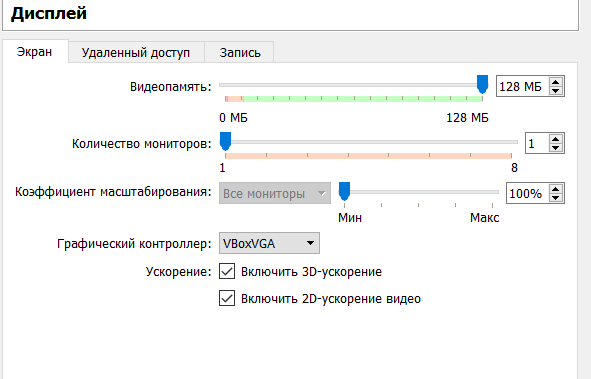 Дисплей
Экран Удаленный доступ Запись
Видеопамять: 128 МБ
0 МБ 128 МБ
Количество мониторов: 1
1 8
Коэффициент масштабирования: Все мониторы 100%
Мин Макс
Графический контроллер: VBoxVGA
Ускорение: Включить 3D-ускорение
Включить 2D-ускорение видео